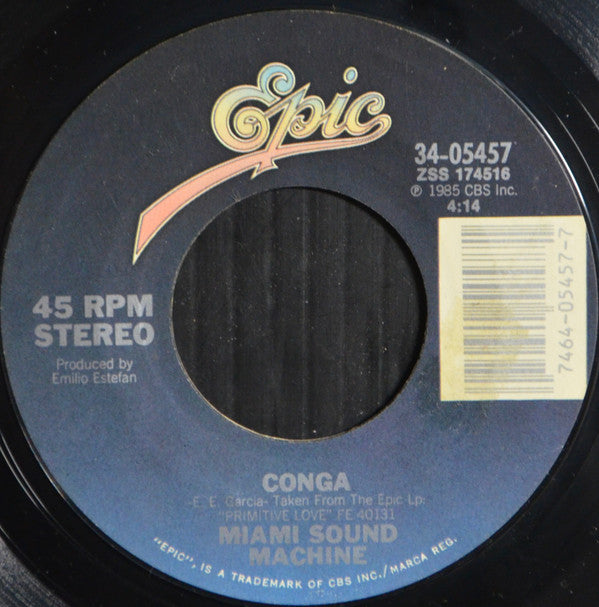 Epic
34-05457
ZSS 174516
℗ 1985 CBS Inc.
4:14
7464-05457-7
45 RPM
STEREO
Produced by
Emilio Estefan
CONGA
-E. E. Garcia- Taken From The Epic Lp:
"PRIMITIVE LOVE" FE 40131
MIAMI SOUND
MACHINE
"EPIC", IS A TRADEMARK OF CBS INC./MARCA REG.